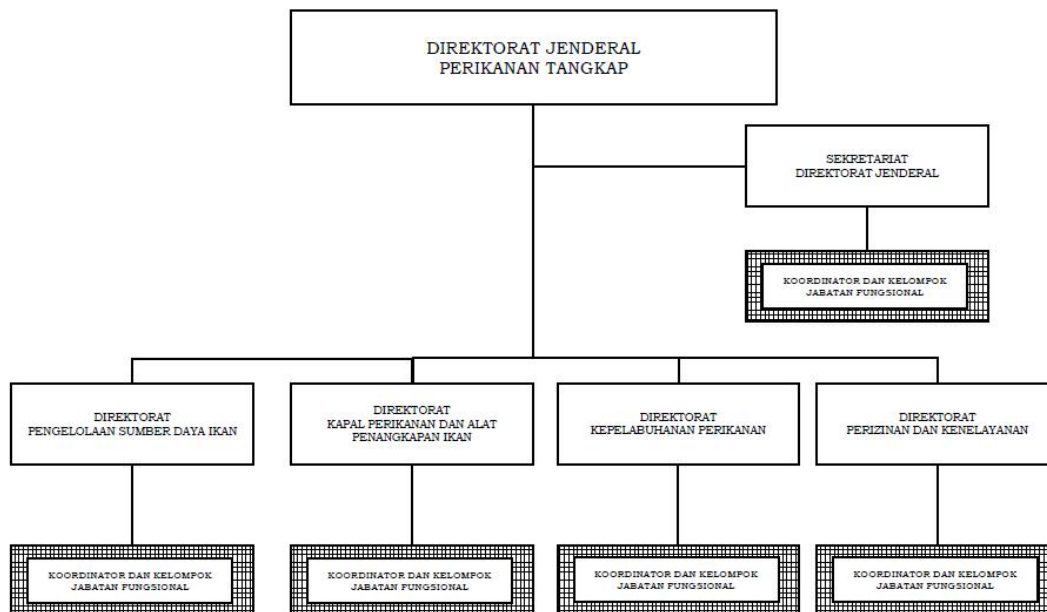 DIREKTORAT JENDERAL
PERIKANAN TANGKAP
SEKRETARIAT
DIREKTORAT JENDERAL
KOORDINATOR DAN KELOMPOK
JABATAN FUNGSIONAL
DIREKTORAT
PENGELOLAAN SUMBER DAYA IKAN
DIREKTORAT
KAPAL PERIKANAN DAN ALAT
PENANGKAPAN IKAN
DIREKTORAT
KEPELABUHANAN PERIKANAN
DIREKTORAT
PERIZINAN DAN KENELAYANAN
KOORDINATOR DAN KELOMPOK
JABATAN FUNGSIONAL
KOORDINATOR DAN KELOMPOK
JABATAN FUNGSIONAL
KOORDINATOR DAN KELOMPOK
JABATAN FUNGSIONAL
KOORDINATOR DAN KELOMPOK
JABATAN FUNGSIONAL